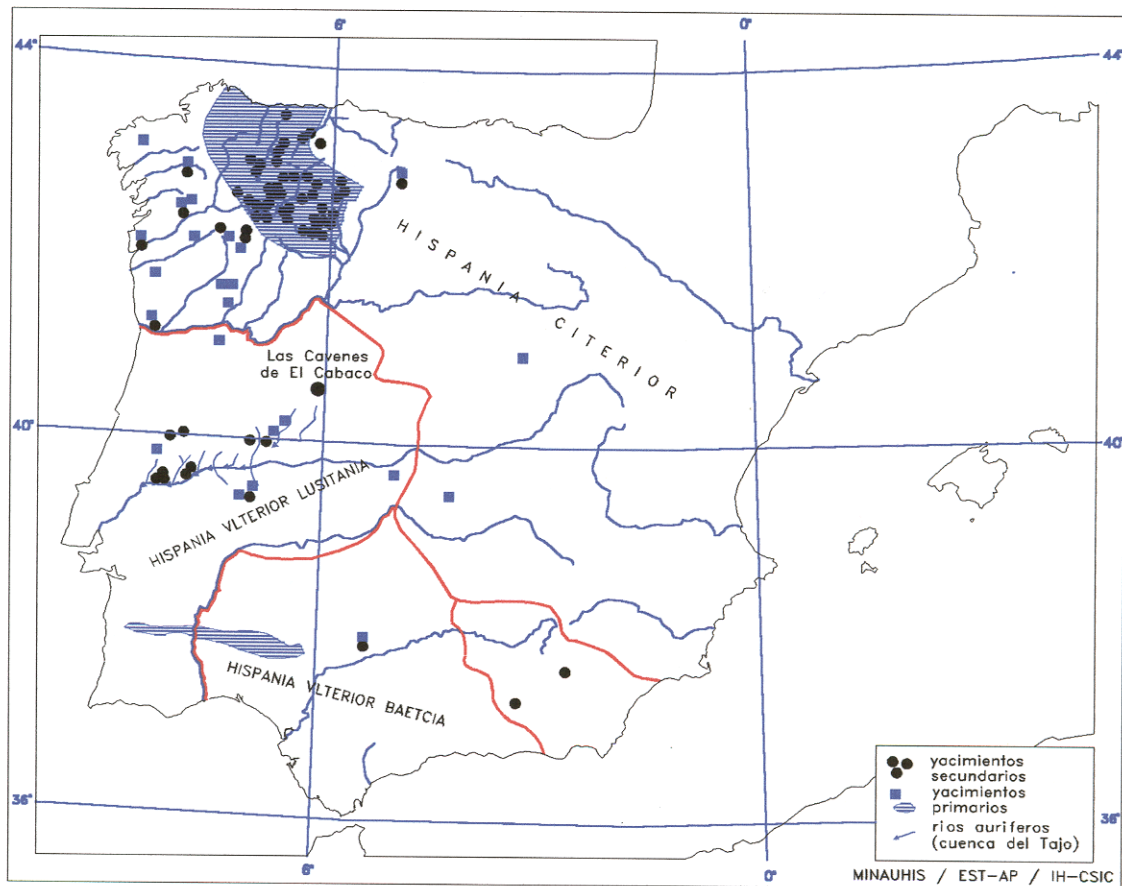 6°
0°
44°
44°
HISPANIA CITERIOR
Las Cavenes
de El Cabaco
40°
40°
HISPANIA VLTERIOR LUSITANIA
HISPANIA VLTERIOR BAETCIA
36°
36°
6°
0°
yacimientos
secundarios
yacimientos
primarios
rios auriferos
(cuenca del Tajo)
MINAUHIS / EST-AP / IH-CSIC